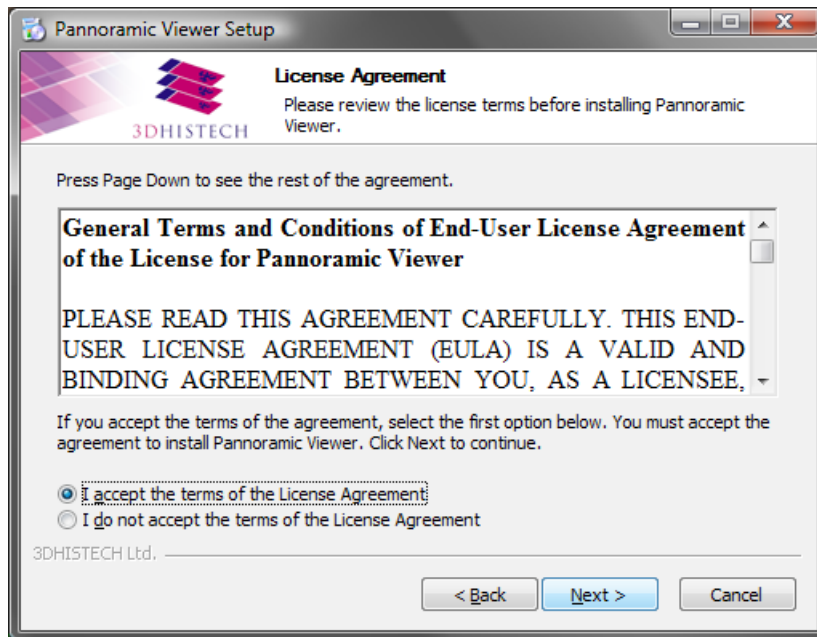 Pannoramic Viewer Setup
3DHISTECH
License Agreement
Please review the license terms before installing Pannoramic
Viewer.
Press Page Down to see the rest of the agreement.
General Terms and Conditions of End-User License Agreement
of the License for Pannoramic Viewer
PLEASE READ THIS AGREEMENT CAREFULLY. THIS END-
USER LICENSE AGREEMENT (EULA) IS A VALID AND
BINDING AGREEMENT BETWEEN YOU, AS A LICENSEE,
If you accept the terms of the agreement, select the first option below. You must accept the
agreement to install Pannoramic Viewer. Click Next to continue.
I accept the terms of the License Agreement
I do not accept the terms of the License Agreement
3DHISTECH Ltd.
< Back Next > Cancel